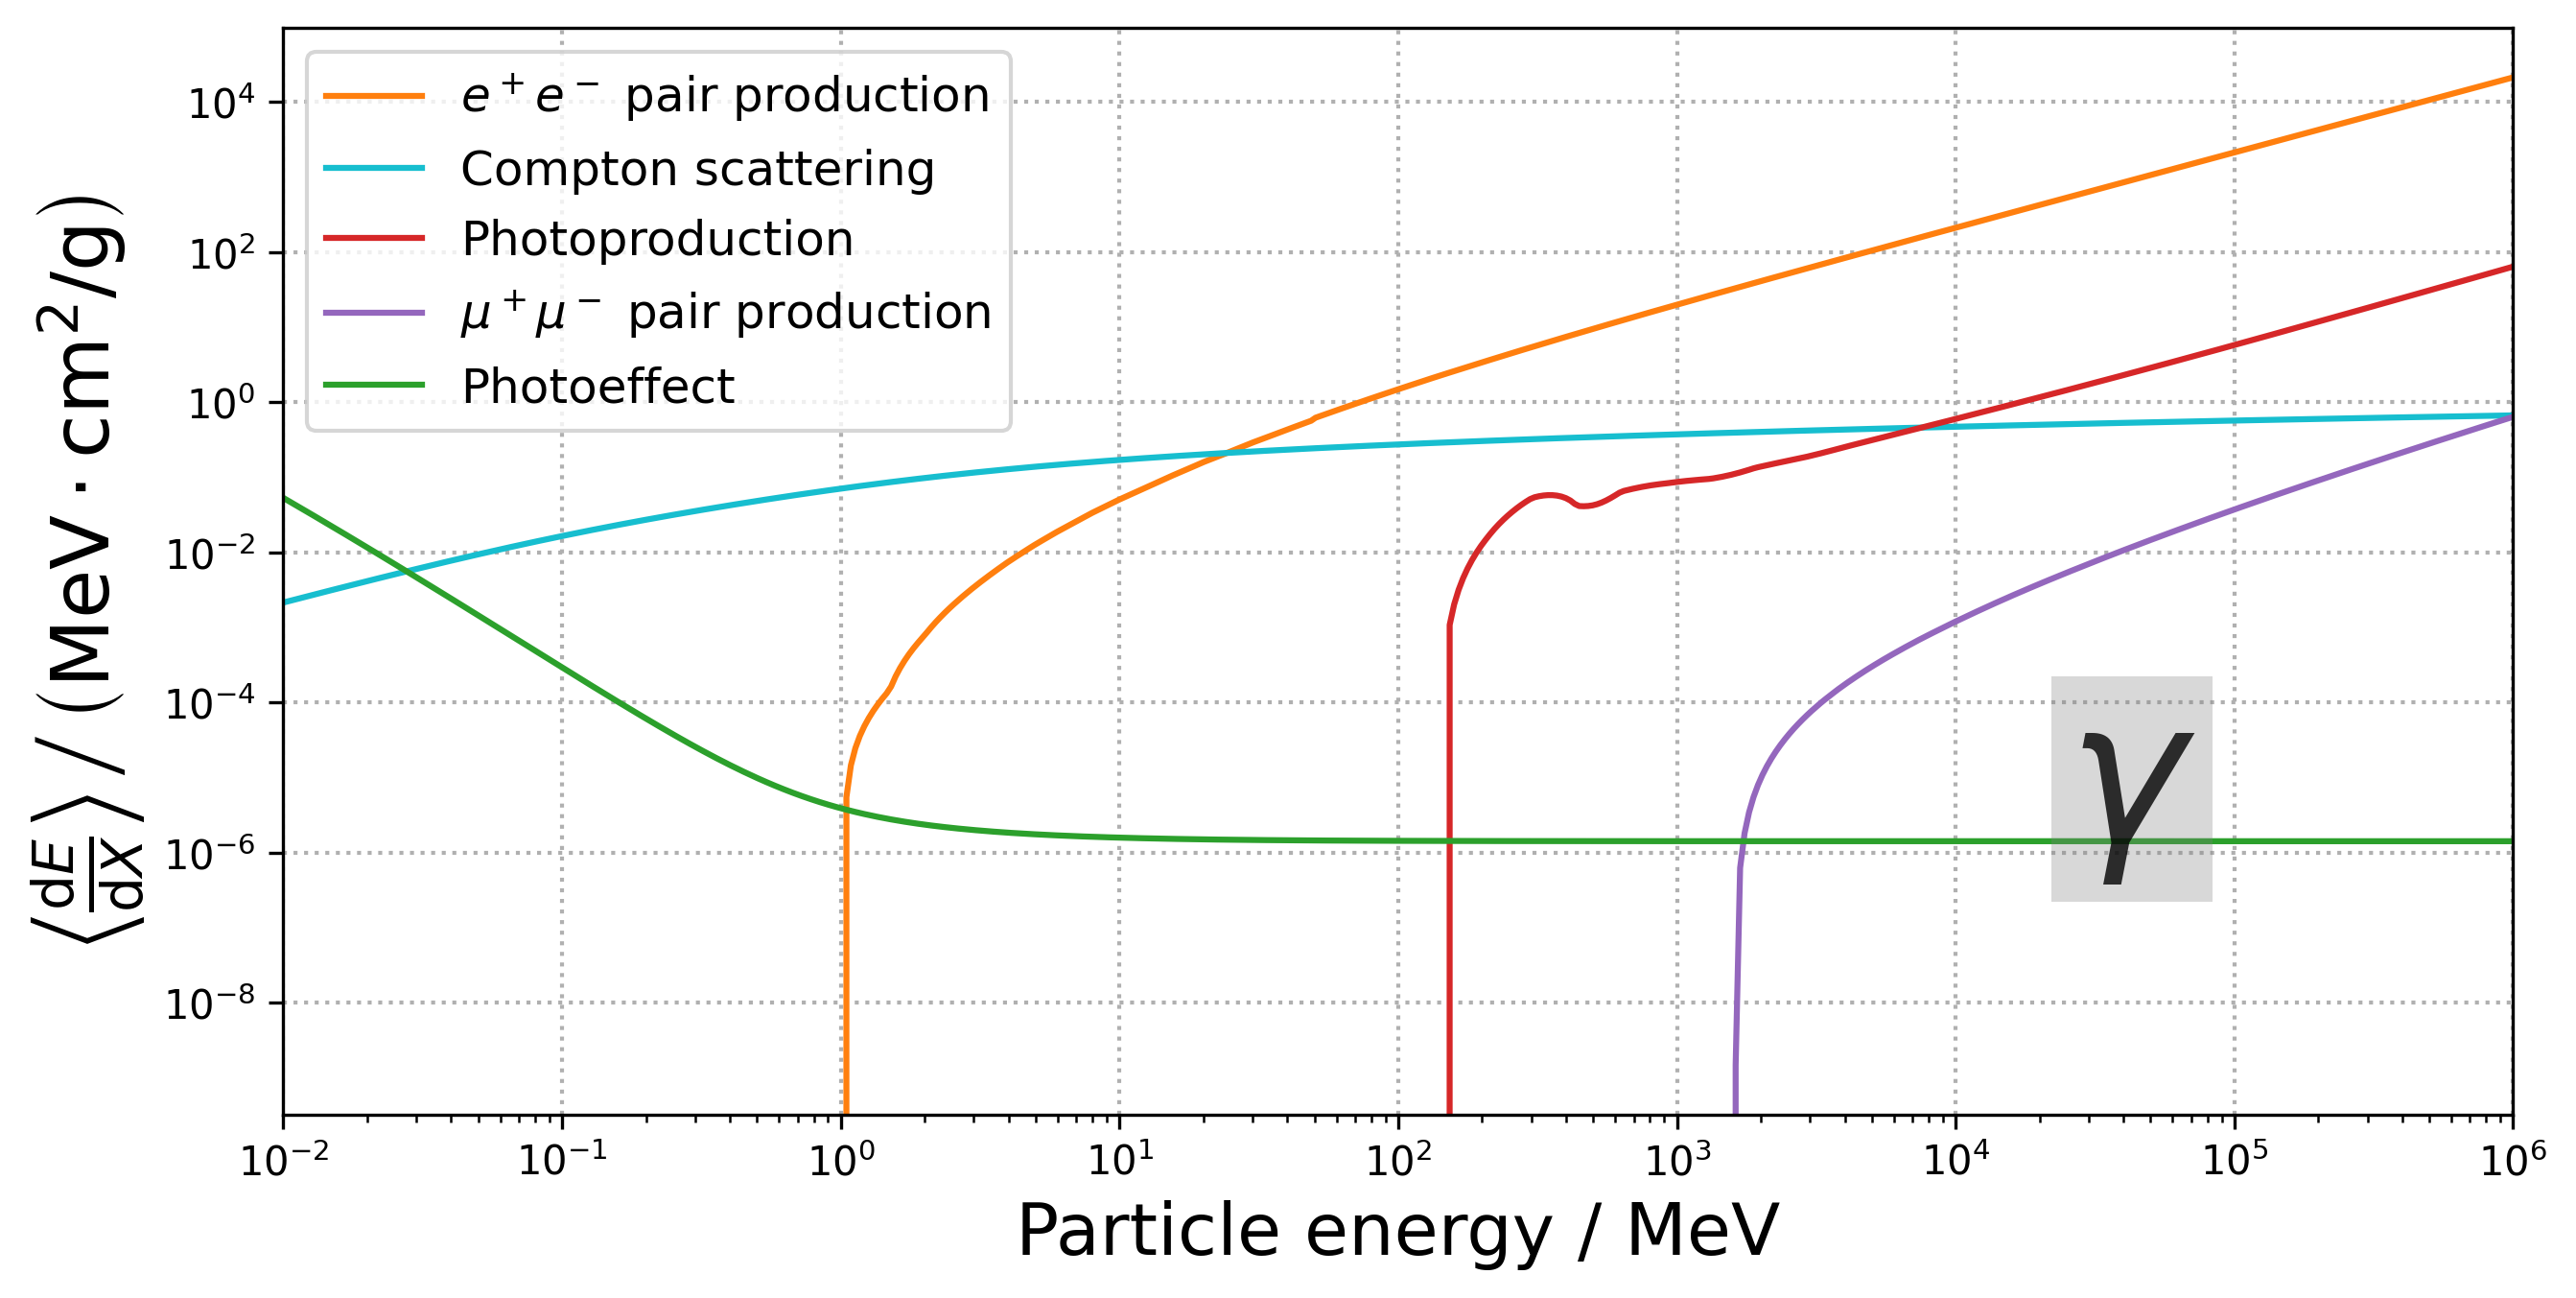 e⁺e⁻ pair production
Compton scattering
Photoproduction
μ⁺μ⁻ pair production
Photoeffect
⟨dE/dX⟩ / (MeV · cm²/g)
10⁴
10²
10⁰
10⁻²
10⁻⁴
10⁻⁶
10⁻⁸
γ
10⁻² 10⁻¹ 10⁰ 10¹ 10² 10³ 10⁴ 10⁵ 10⁶
Particle energy / MeV